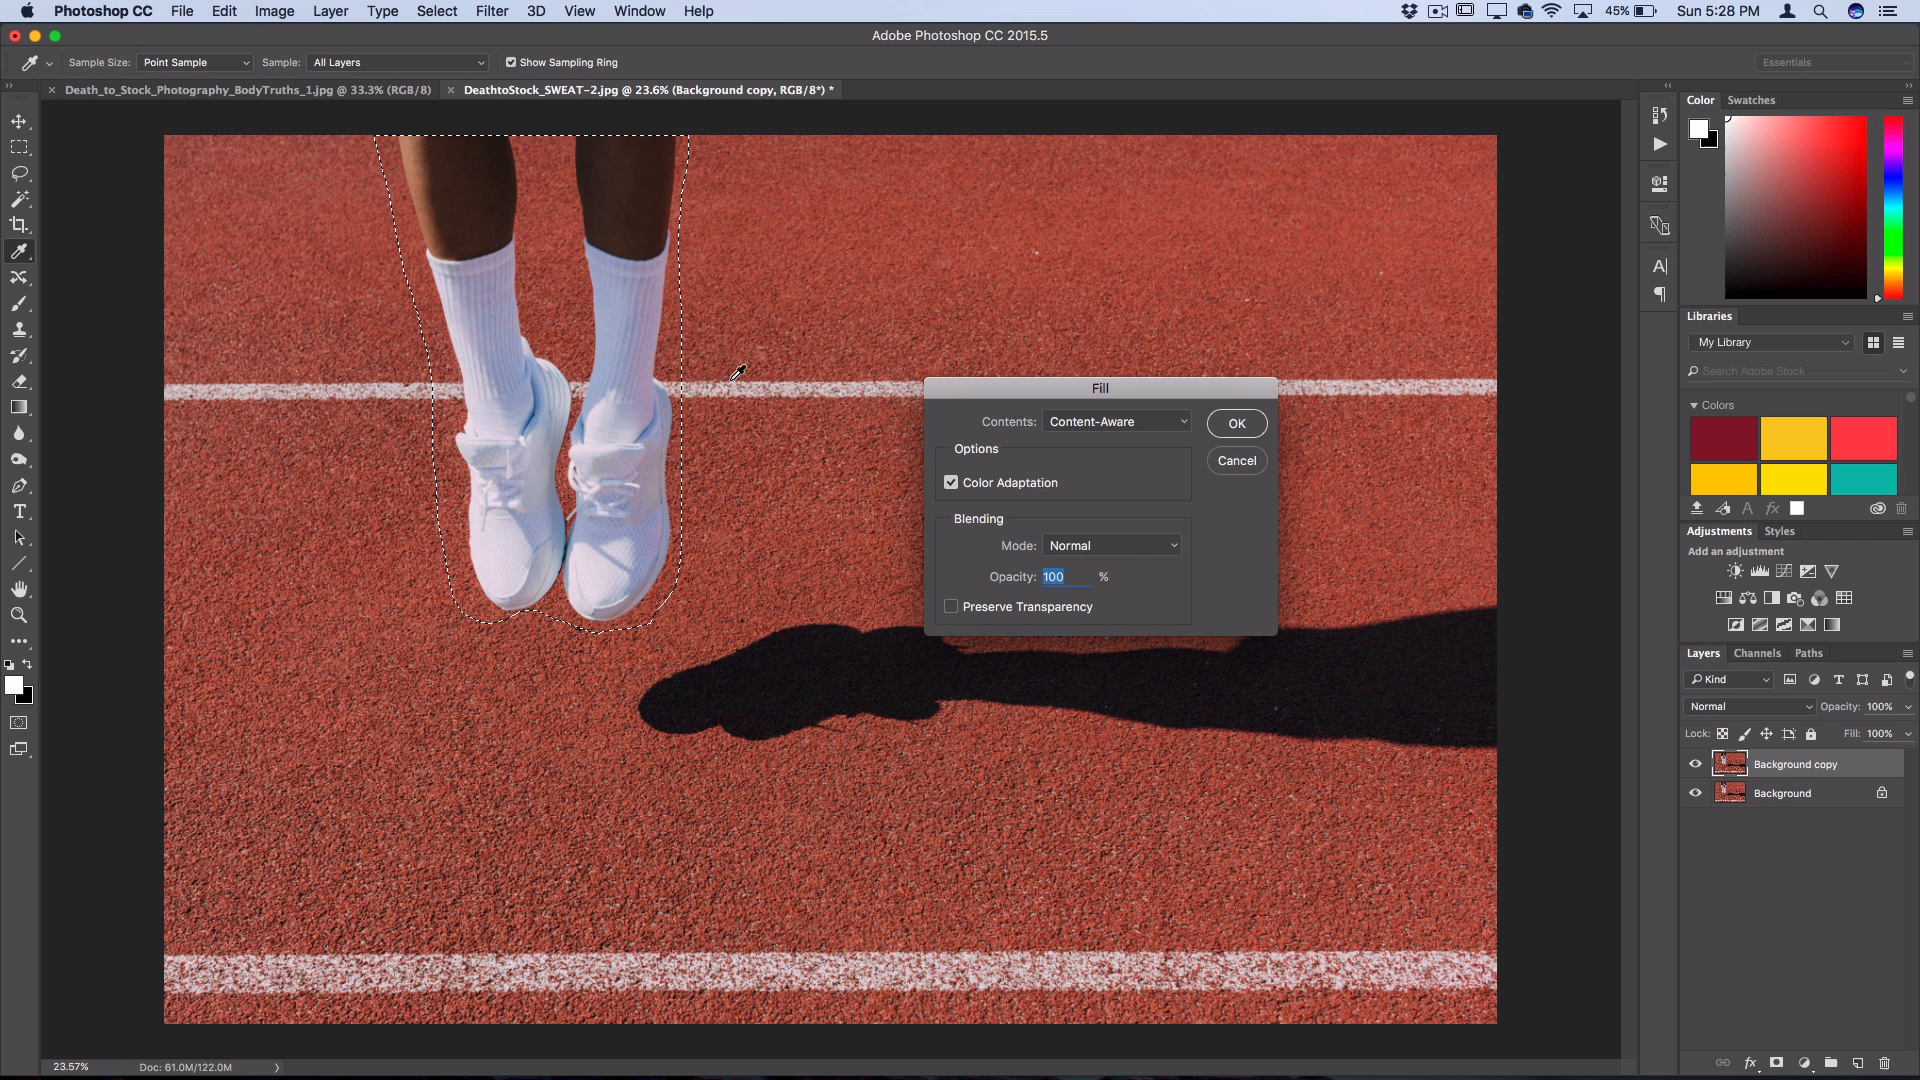 Photoshop CC File Edit Image Layer Type Select Filter 3D View Window Help 45% Sun 5:28 PM
Adobe Photoshop CC 2015.5
Sample Size: Point Sample Sample: All Layers Show Sampling Ring Essentials
Death_to_Stock_Photography_BodyTruths_1.jpg @ 33.3% (RGB/8) DeathtoStock_SWEAT-2.jpg @ 23.6% (Background copy, RGB/8*) *
Color Swatches
Libraries
My Library
Search Adobe Stock
Colors
Fill
Contents: Content-Aware OK
Options
Cancel
Color Adaptation
Blending
Mode: Normal
Opacity: 100 %
Preserve Transparency
Adjustments Styles
Add an adjustment
Layers Channels Paths
Kind
Normal Opacity: 100%
Lock: Fill: 100%
Background copy
Background
23.57% Doc: 61.0M/122.0M